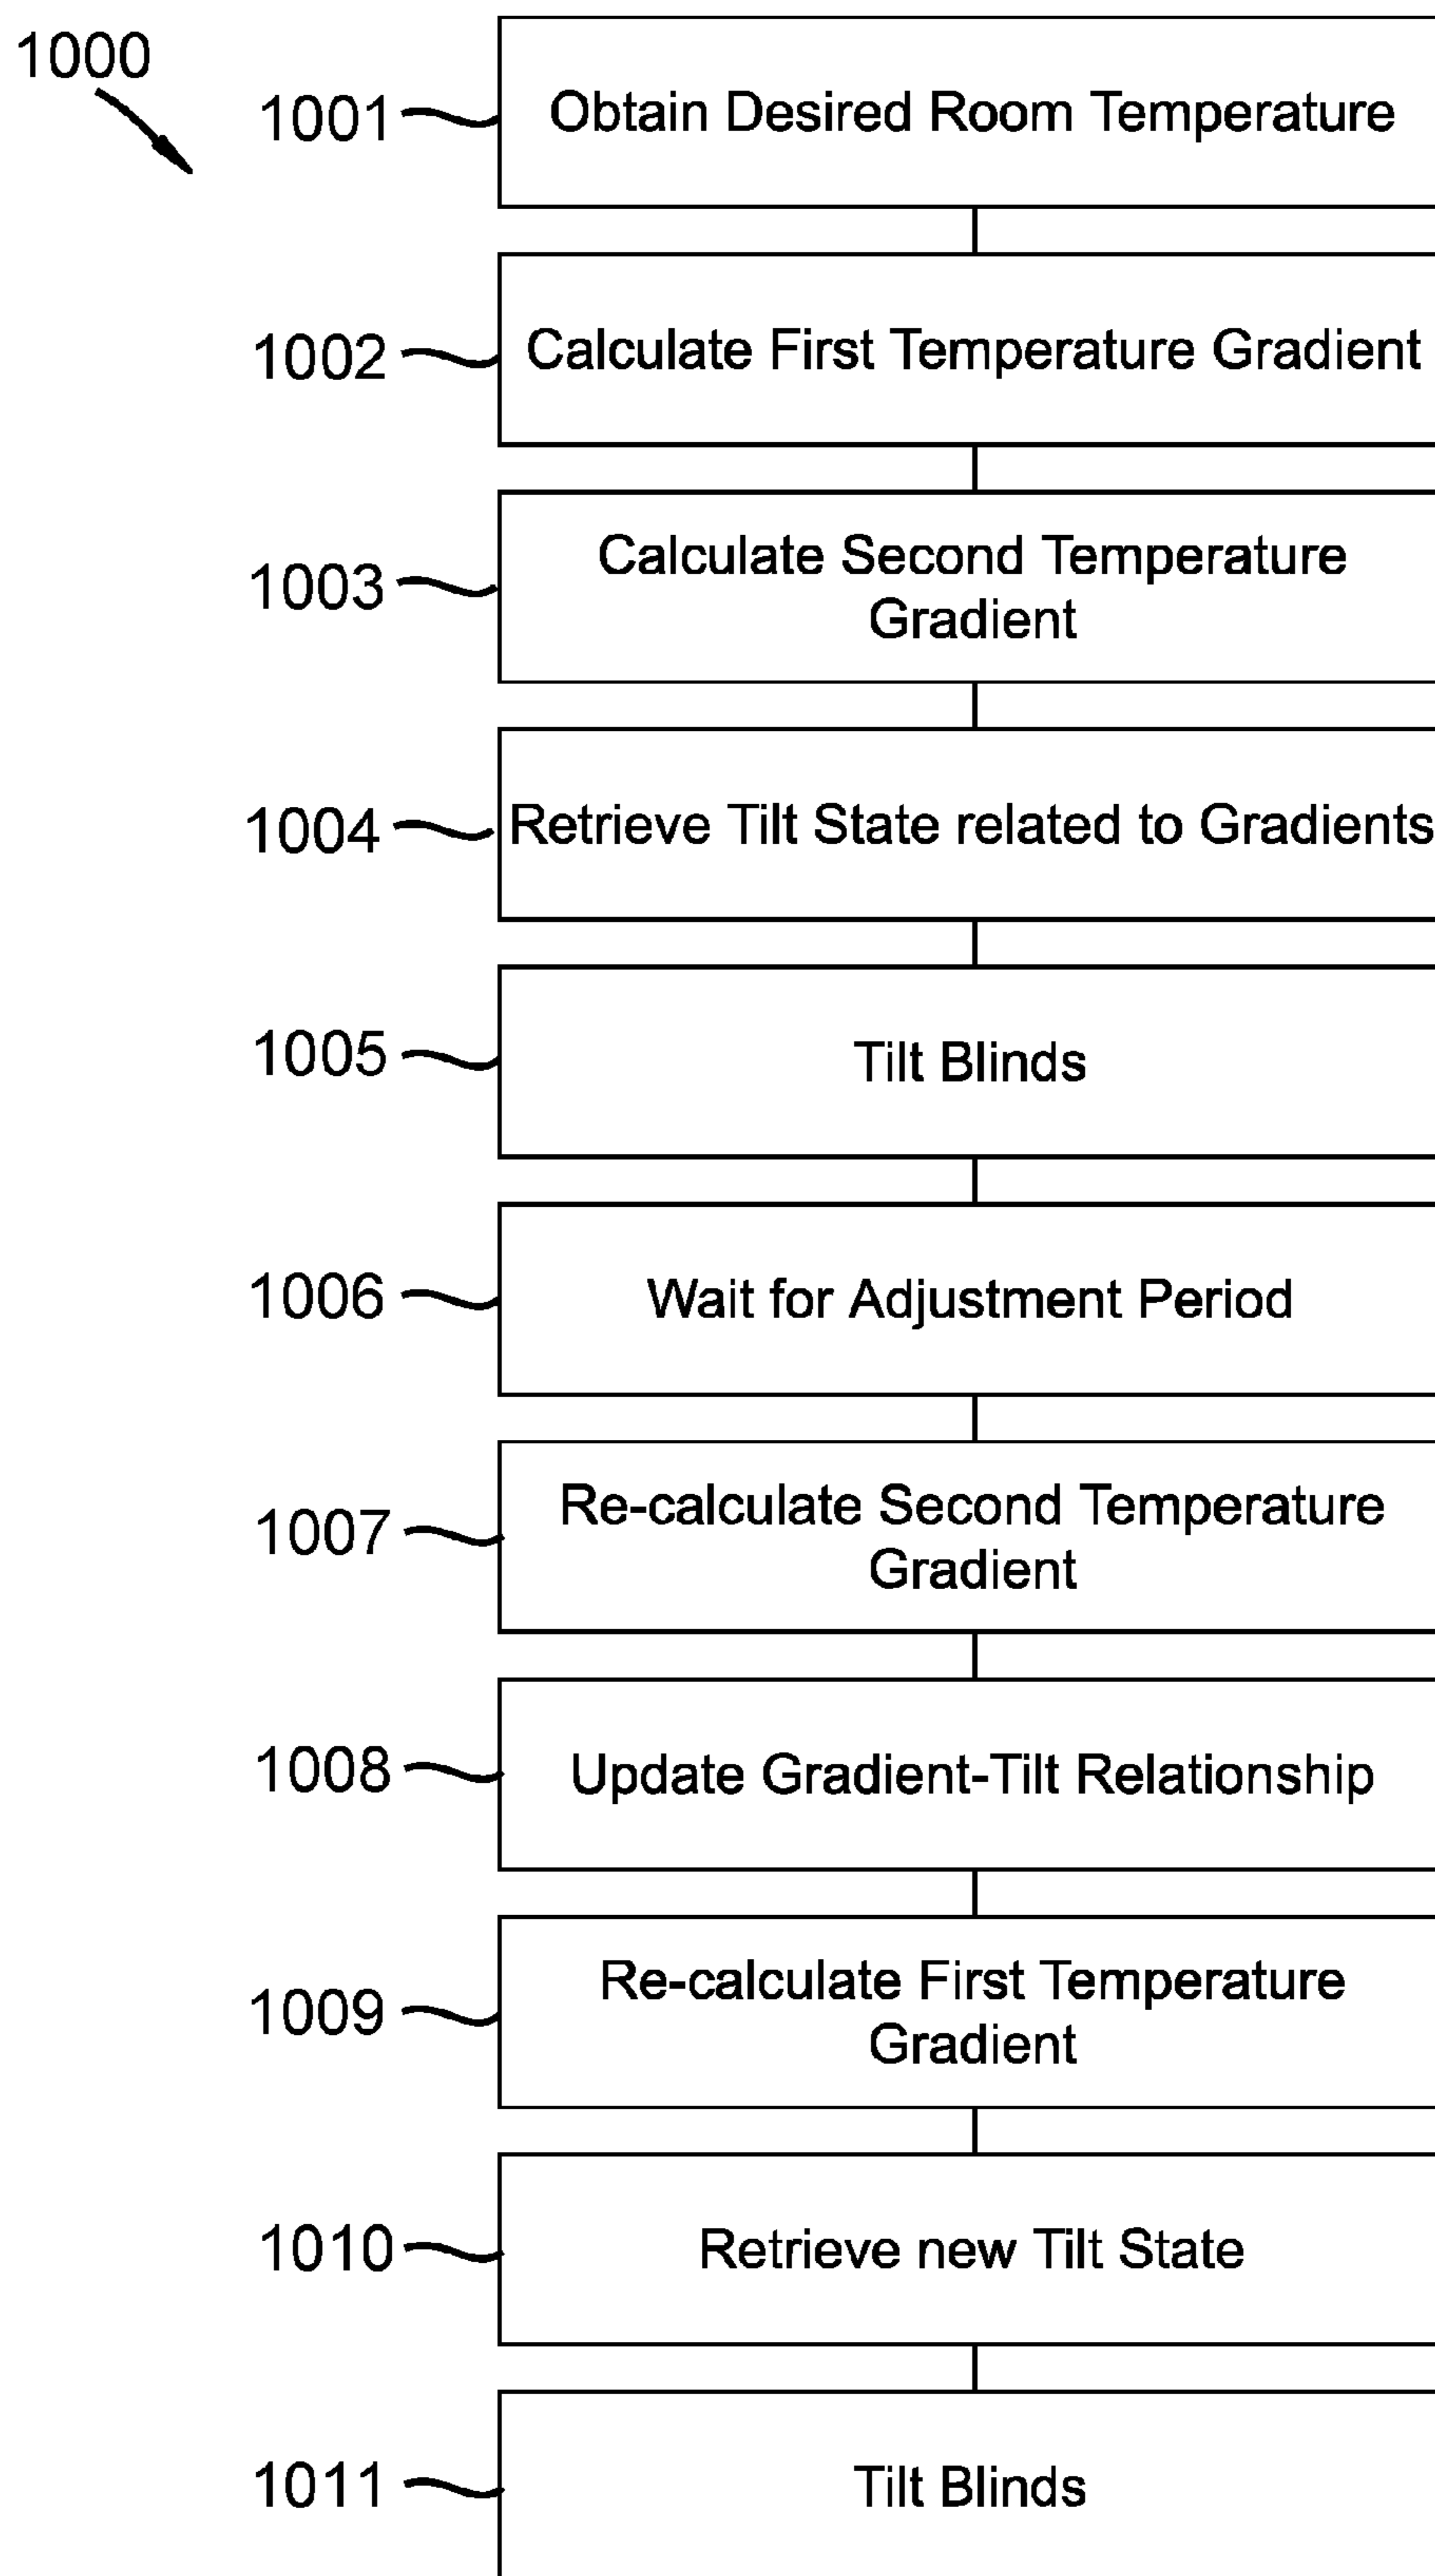 1000
1001
Obtain Desired Room Temperature
1002
Calculate First Temperature Gradient
1003
Calculate Second Temperature
Gradient
1004
Retrieve Tilt State related to Gradients
1005
Tilt Blinds
1006
Wait for Adjustment Period
1007
Re-calculate Second Temperature
Gradient
1008
Update Gradient-Tilt Relationship
1009
Re-calculate First Temperature
Gradient
1010
Retrieve new Tilt State
1011
Tilt Blinds